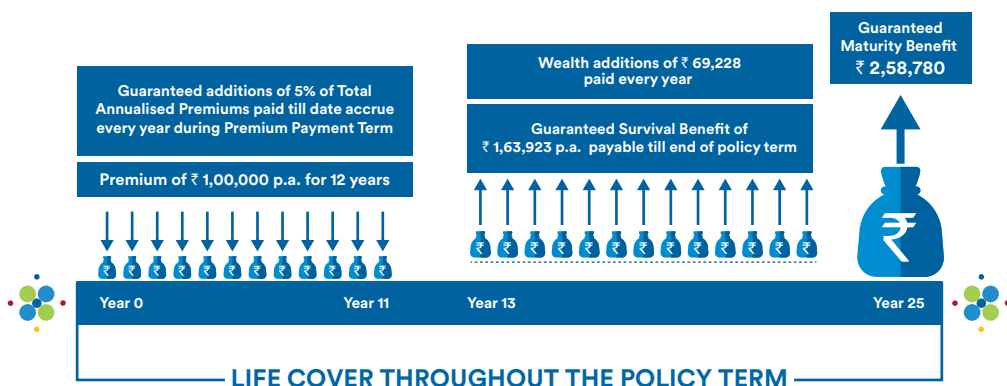 Guaranteed additions of 5% of Total
Annualised Premiums paid till date accrue
every year during Premium Payment Term
Premium of ₹ 1,00,000 p.a. for 12 years
Wealth additions of ₹ 69,228
paid every year
Guaranteed Survival Benefit of
₹ 1,63,923 p.a. payable till end of policy term
Guaranteed
Maturity Benefit
₹ 2,58,780
₹ ₹ ₹ ₹ ₹ ₹ ₹ ₹ ₹ ₹ ₹ ₹
₹ ₹ ₹ ₹ ₹ ₹ ₹ ₹ ₹ ₹ ₹ ₹ ₹
₹
Year 0
Year 11
Year 13
Year 25
LIFE COVER THROUGHOUT THE POLICY TERM